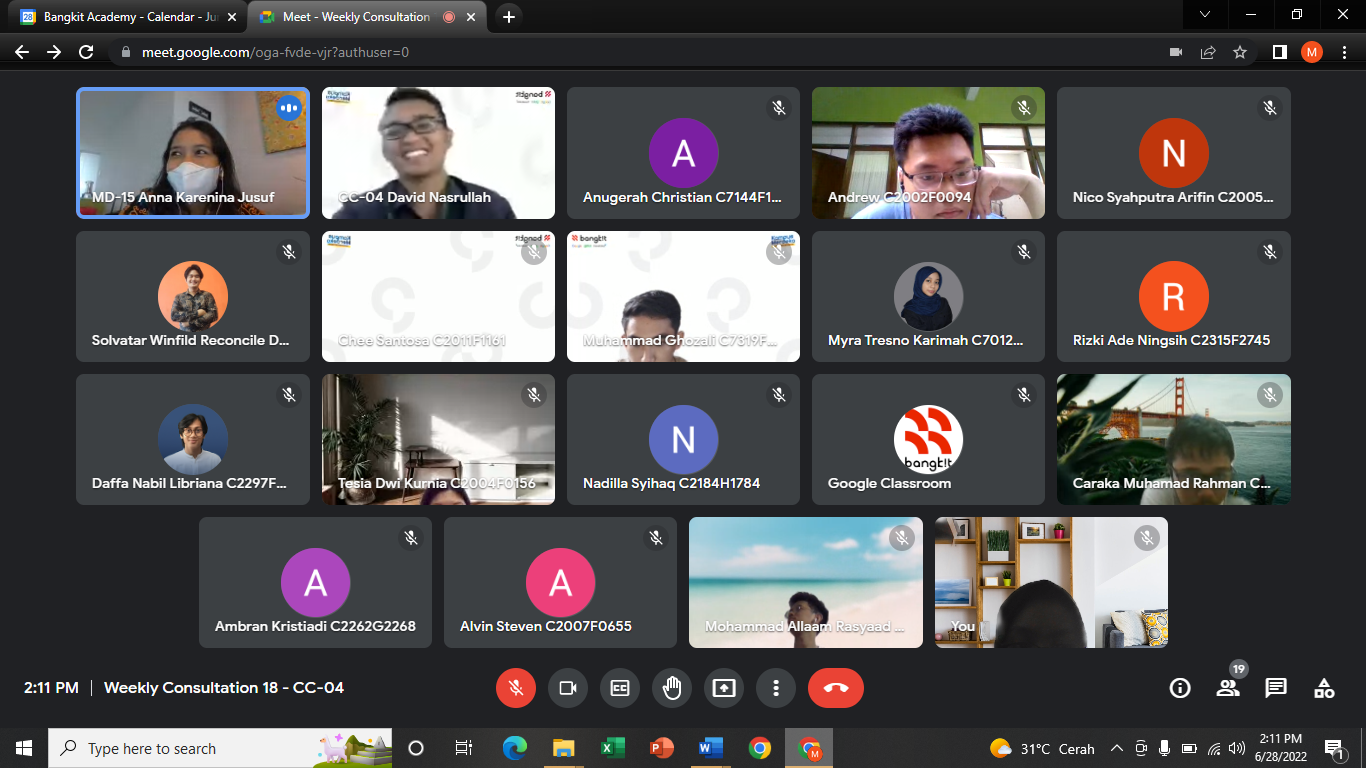 Bangkit Academy - Calendar - Ju
Meet - Weekly Consultation
meet.google.com/oga-fvde-vjr?authuser=0
M
MD-15 Anna Karenina Jusuf
CC-04 David Nasrullah
A
Anugerah Christian C7144F1...
Andrew C2002F0094
N
Nico Syahputra Arifin C2005...
Solvatar Winfild Reconcile D...
Chee Santosa C2011F1161
bangkit
Muhammad Ghozali C7319F...
Myra Tresno Karimah C7012...
R
Rizki Ade Ningsih C2315F2745
Daffa Nabil Libriana C2297F...
Tesia Dwi Kurnia C2004F0156
N
Nadilla Syihaq C2184H1784
bangkit
Google Classroom
Caraka Muhamad Rahman C...
A
Ambran Kristiadi C2262G2268
A
Alvin Steven C2007F0655
Mohammad Allaam Rasyaad ...
You
2:11 PM | Weekly Consultation 18 - CC-04
19
Type here to search
31°C Cerah
2:11 PM
6/28/2022
1